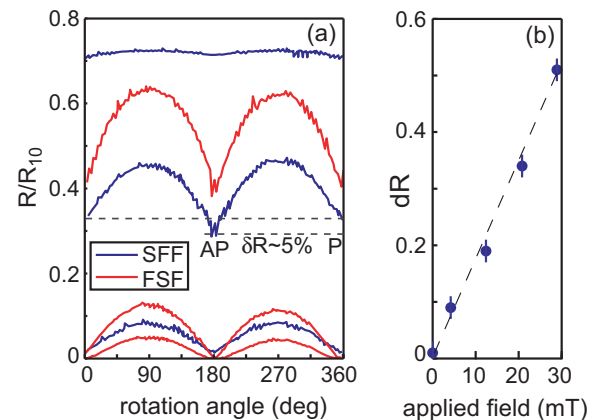 (a)
0.8
0.6
0.4
0.2
0
R/R10
AP δR~5% P
SFF
FSF
0 90 180 270 360
rotation angle (deg)
(b)
0.6
0.4
0.2
0
dR
0 10 20 30
applied field (mT)